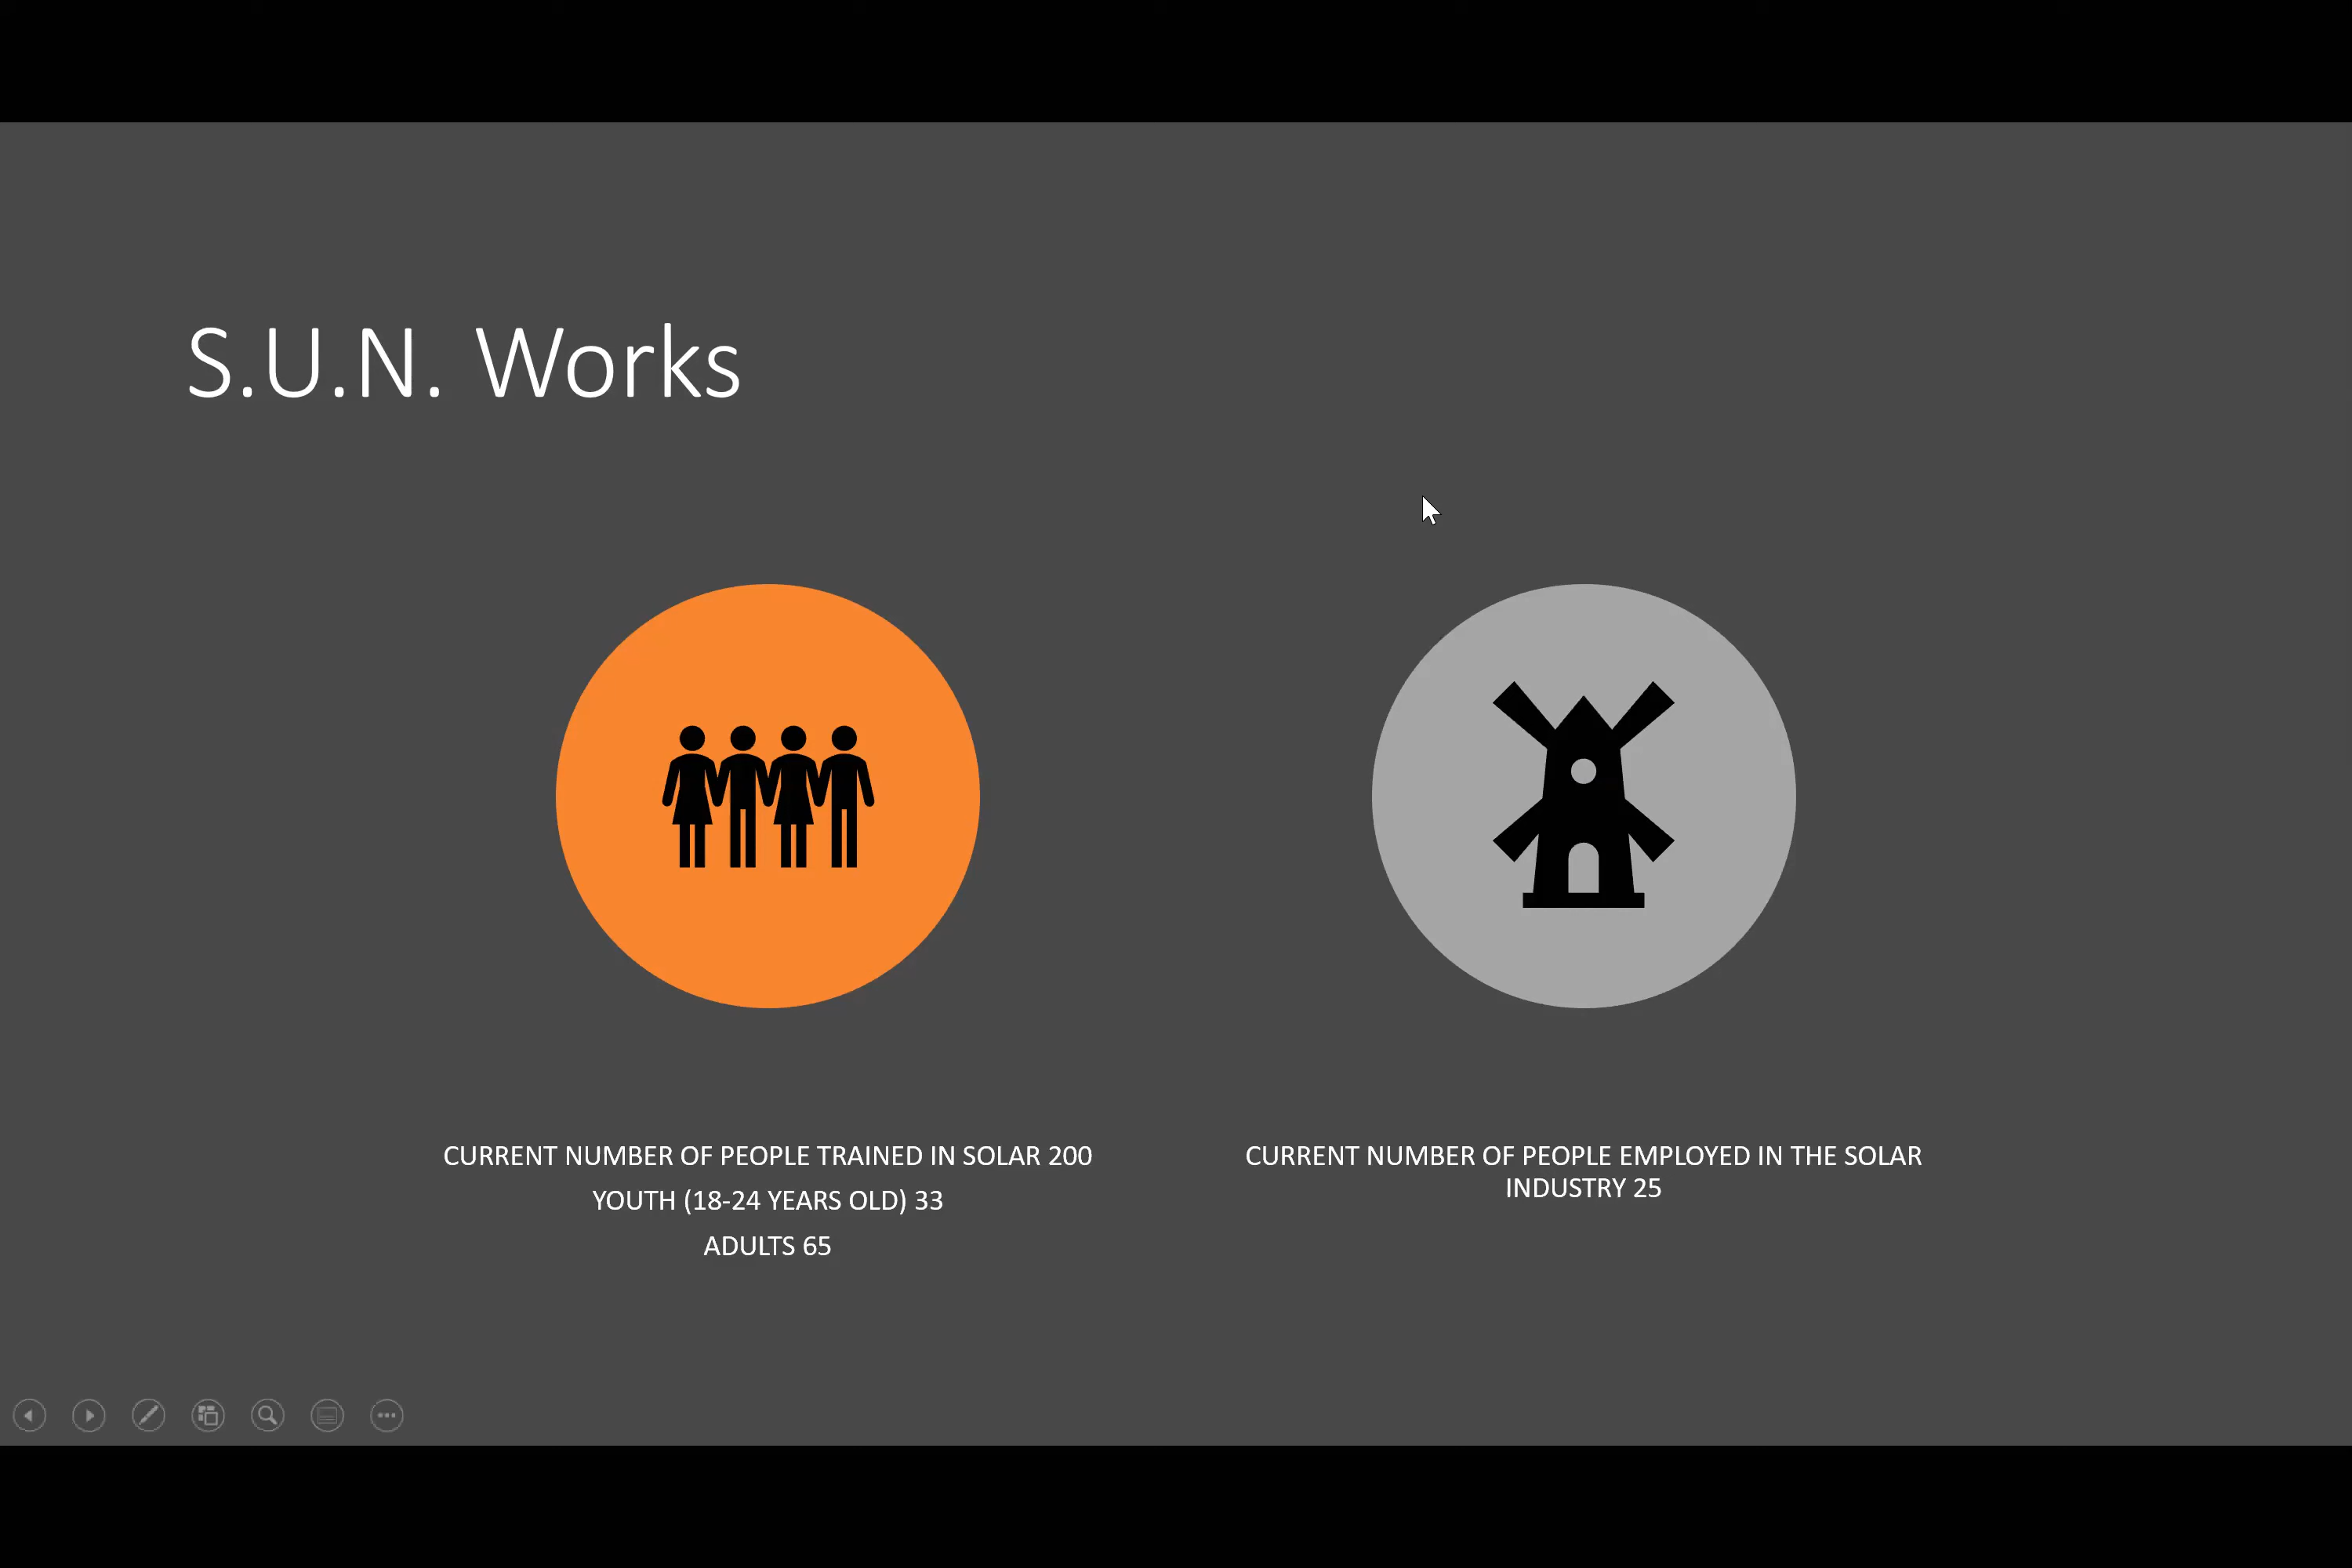 S.U.N. Works
CURRENT NUMBER OF PEOPLE TRAINED IN SOLAR 200
YOUTH (18-24 YEARS OLD) 33
ADULTS 65
CURRENT NUMBER OF PEOPLE EMPLOYED IN THE SOLAR
INDUSTRY 25